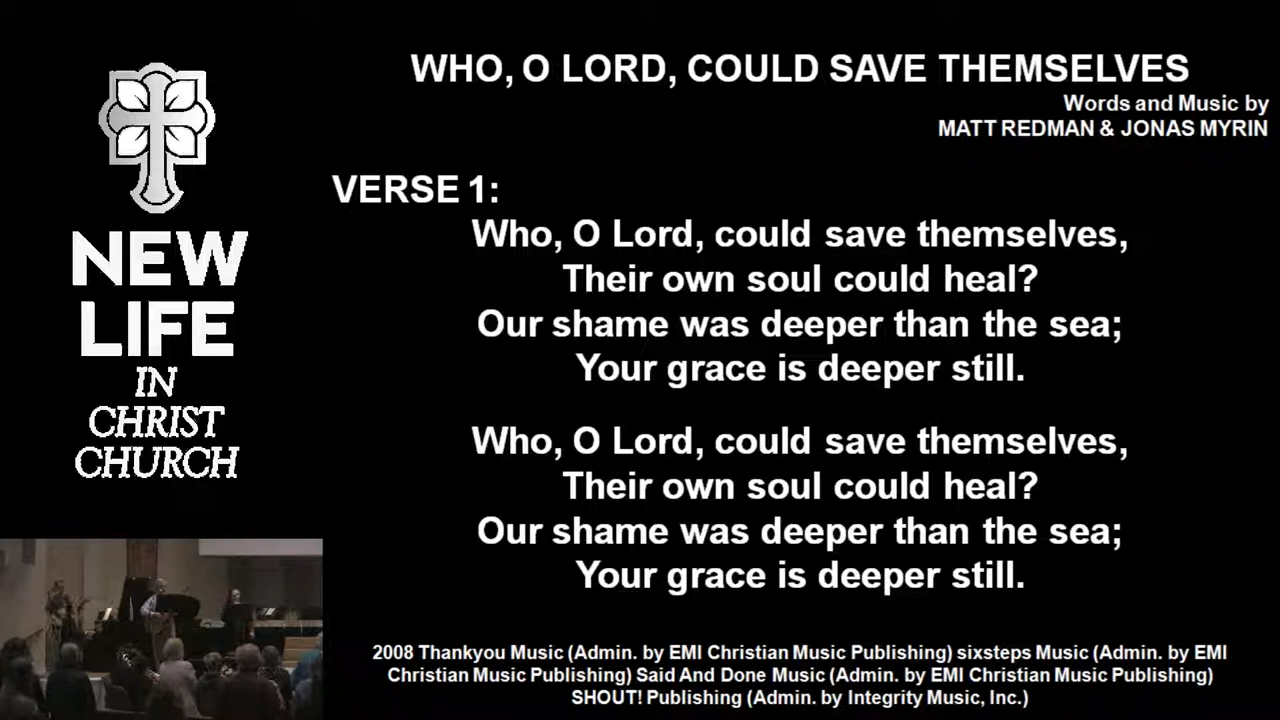 WHO, O LORD, COULD SAVE THEMSELVES
Words and Music by
MATT REDMAN & JONAS MYRIN
VERSE 1:
Who, O Lord, could save themselves,
Their own soul could heal?
Our shame was deeper than the sea;
Your grace is deeper still.
Who, O Lord, could save themselves,
Their own soul could heal?
Our shame was deeper than the sea;
Your grace is deeper still.
2008 Thankyou Music (Admin. by EMI Christian Music Publishing) sixsteps Music (Admin. by EMI
Christian Music Publishing) Said And Done Music (Admin. by EMI Christian Music Publishing)
SHOUT! Publishing (Admin. by Integrity Music, Inc.)
NEW
LIFE
IN
CHRIST
CHURCH